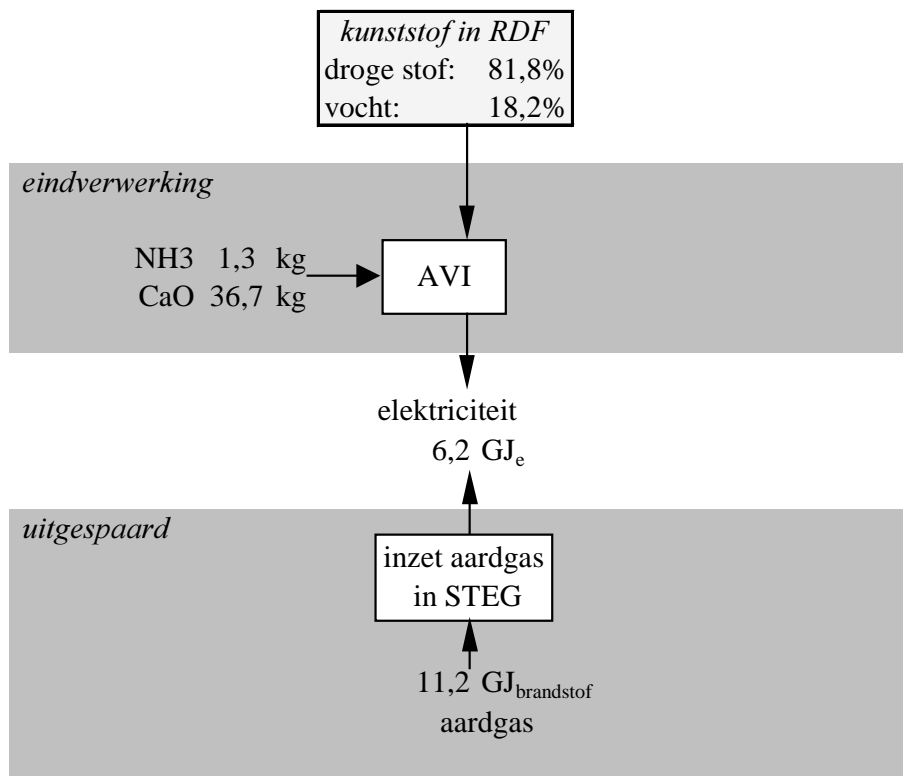 kunststof in RDF
droge stof: 81,8%
vocht: 18,2%
eindverwerking
NH3 1,3 kg
CaO 36,7 kg
AVI
elektriciteit
6,2 GJe
uitgespaard
inzet aardgas
in STEG
11,2 GJbrandstof
aardgas